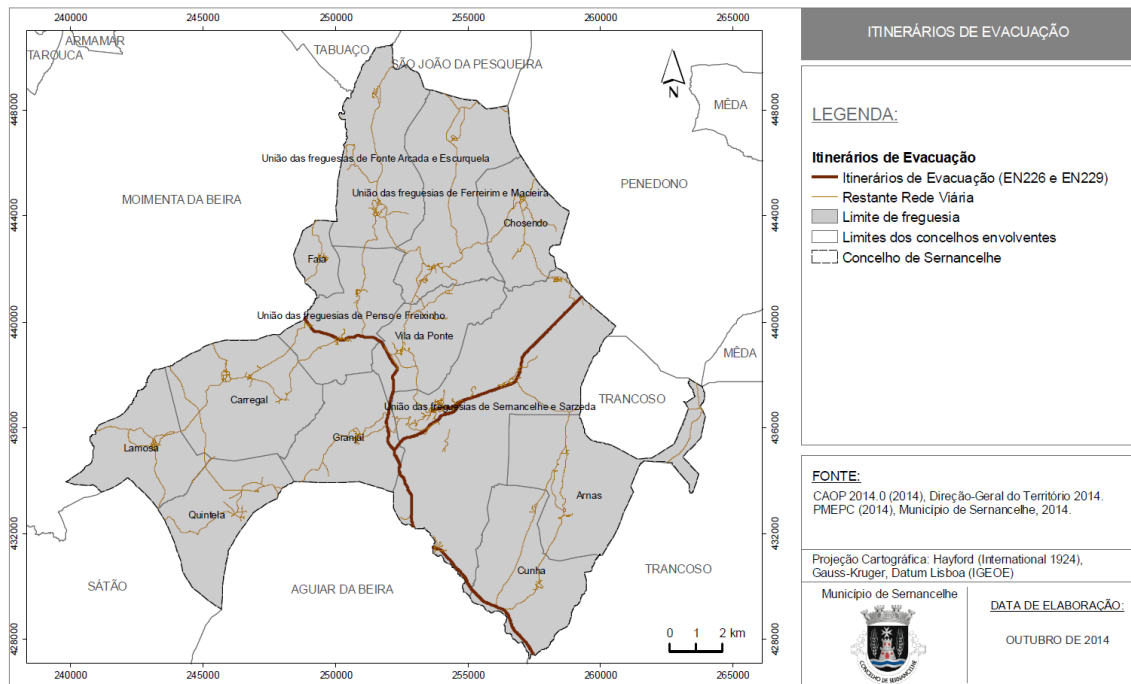 240000 245000 250000 255000 260000 265000
ITINERÁRIOS DE EVACUAÇÃO
ARMAMAR
TAROUCA
TABUAÇO
SÃO JOÃO DA PESQUEIRA
N
MÊDA
448000 448000
LEGENDA:
Itinerários de Evacuação
Itinerários de Evacuação (EN226 e EN229)
Restante Rede Viária
Limite de freguesia
Limites dos concelhos envolventes
Concelho de Sernancelhe
União das freguesias de Fonte Arcada e Escurquela
PENEDONO
União das freguesias de Ferreirim e Macieira
MOIMENTA DA BEIRA
444000 444000
Chosendo
Faia
União das freguesias de Penso e Freixinho
440000 440000
Vila da Ponte
MÊDA
Carregal
TRANCOSO
União das freguesias de Sernancelhe e Sarzeda
436000 436000
Granjal
Lamosa
Arnas
Quintela
432000 432000
Cunha
TRANCOSO
SÁTÃO
AGUIAR DA BEIRA
0 1 2 km
428000 428000
240000 245000 250000 255000 260000 265000
FONTE:
CAOP 2014.0 (2014), Direção-Geral do Território 2014.
PMEPC (2014), Município de Sernancelhe, 2014.
Projeção Cartográfica: Hayford (International 1924),
Gauss-Kruger, Datum Lisboa (IGEOE)
Município de Sernancelhe
CONCELHO DE SERNANCELHE
DATA DE ELABORAÇÃO:
OUTUBRO DE 2014